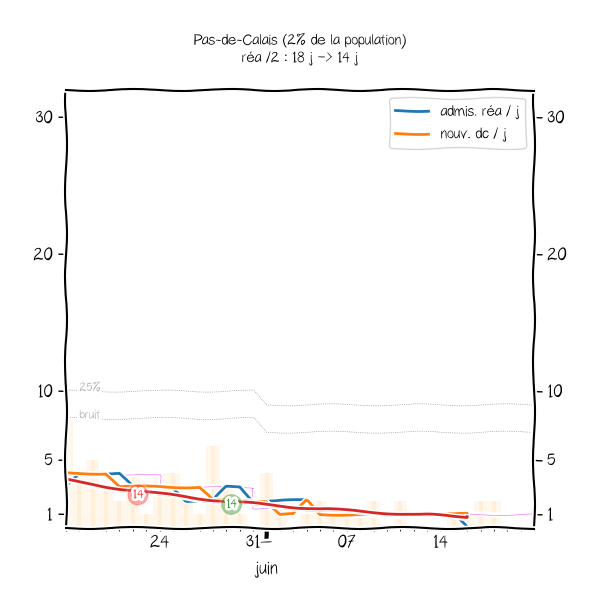 Pas-de-Calais (2% de la population)
réa /2 : 18 j -> 14 j
admis. réa / j
nouv. dc / j
30
30
20
20
10
10
25%
bruit
5
5
14
14
1
1
24
31
07
14
juin